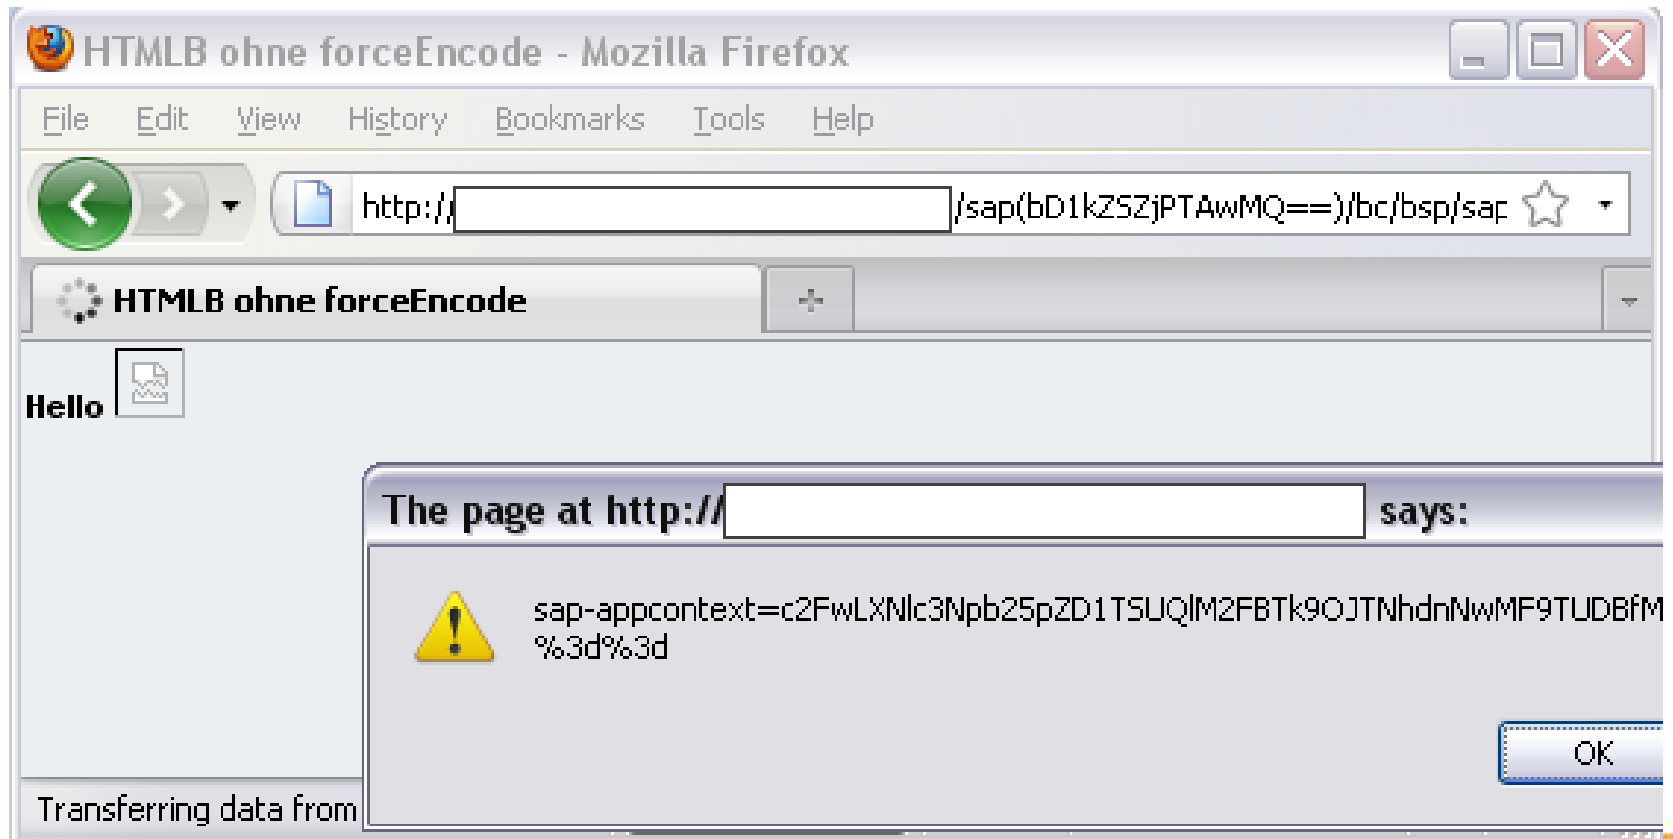 HTMLB ohne forceEncode - Mozilla Firefox
File Edit View History Bookmarks Tools Help
http:// /sap(bD1kZSZjPTAwMQ==)/bc/bsp/sap
HTMLB ohne forceEncode
Hello
The page at http:// says:
sap-appcontext=c2FwLXNlc3Npb25pZD1TSUQlM2FBTk9OJTNhdnNwMF9TUDBfM
%3d%3d
OK
Transferring data from